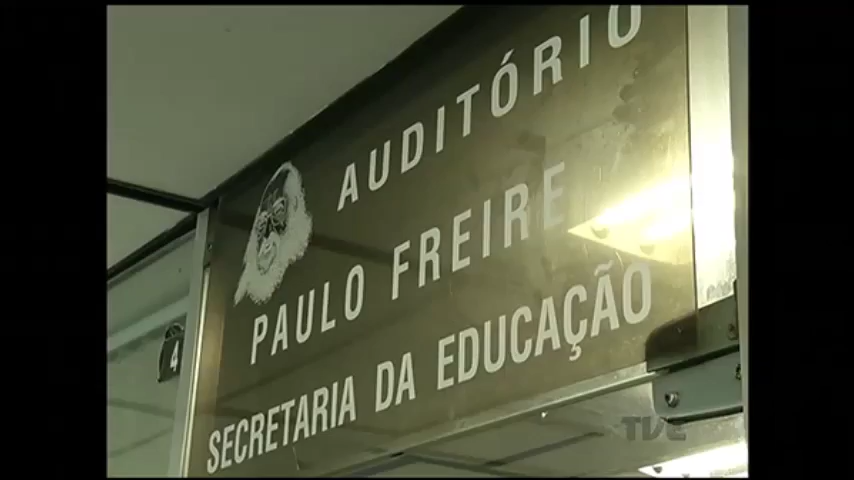 AUDITÓRIO
PAULO FREIRE
SECRETARIA DA EDUCAÇÃO
4
TVE